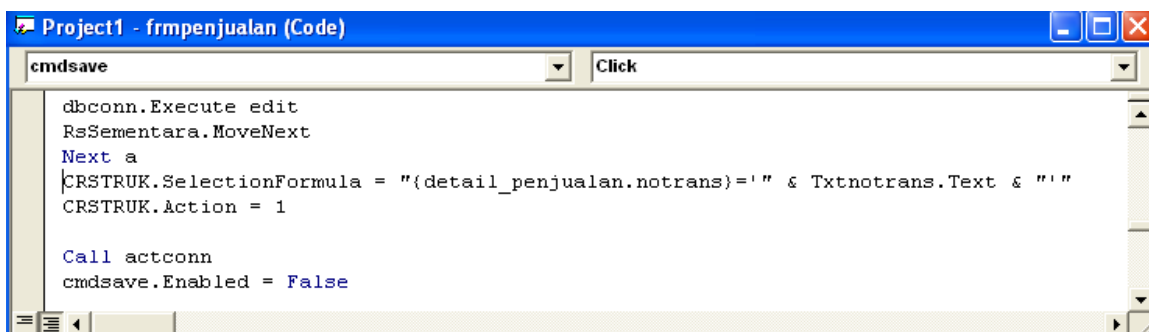 Project1 - frmpenjualan (Code)
cmdsave Click
dbconn.Execute edit
RsSementara.MoveNext
Next a
CRSTRUK.SelectionFormula = "{detail_penjualan.notrans}='" & Txtnotrans.Text & "'"
CRSTRUK.Action = 1
Call actconn
cmdsave.Enabled = False